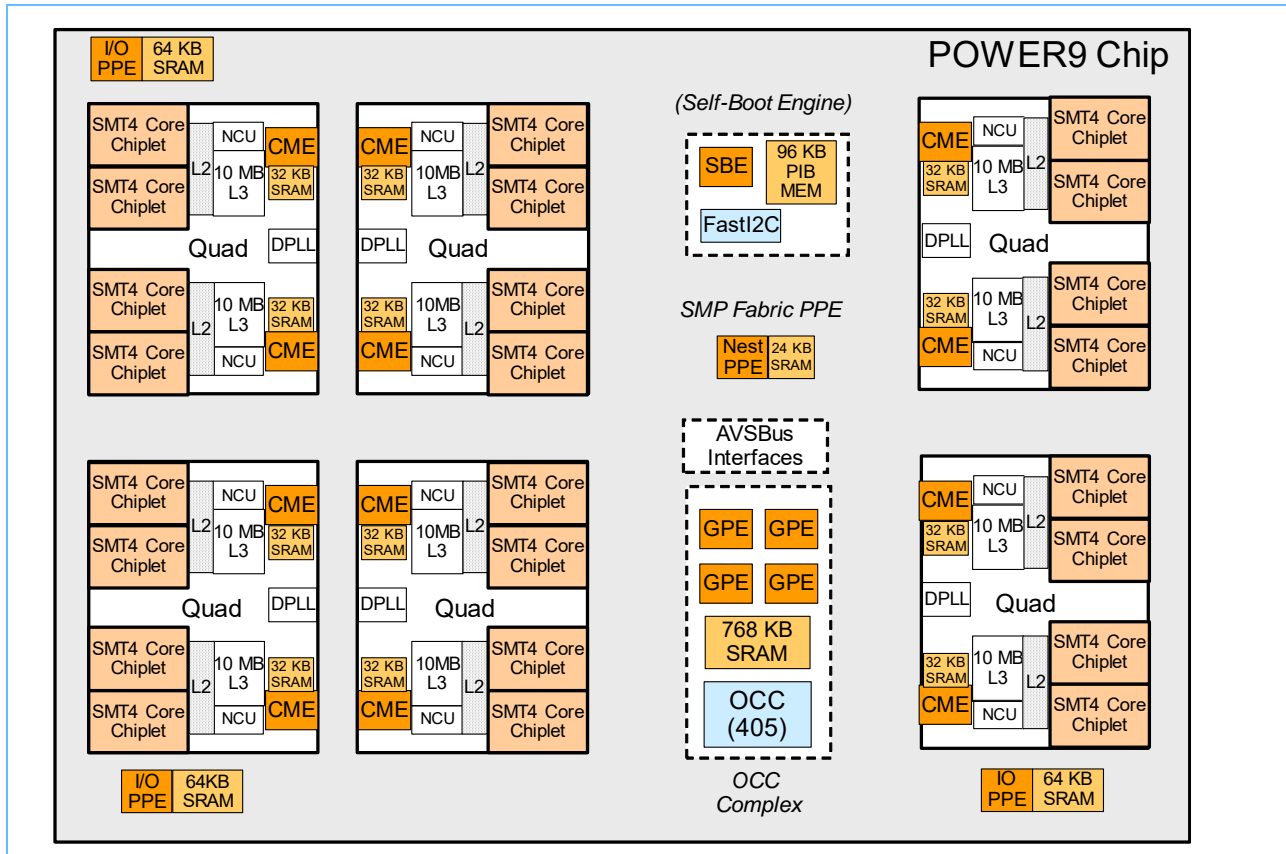 POWER9 Chip
I/O
PPE
64 KB
SRAM
SMT4 Core
Chiplet
SMT4 Core
Chiplet
L2
NCU
10 MB
L3
CME
32 KB
SRAM
Quad
DPLL
SMT4 Core
Chiplet
SMT4 Core
Chiplet
L2
10 MB
L3
NCU
32 KB
SRAM
CME
CME
32 KB
SRAM
NCU
10MB
L3
L2
SMT4 Core
Chiplet
SMT4 Core
Chiplet
DPLL
Quad
32 KB
SRAM
CME
10MB
L3
NCU
L2
SMT4 Core
Chiplet
SMT4 Core
Chiplet
(Self-Boot Engine)
SBE
96 KB
PIB
MEM
FastI2C
SMP Fabric PPE
Nest
PPE
24 KB
SRAM
CME
32 KB
SRAM
NCU
10 MB
L3
L2
SMT4 Core
Chiplet
SMT4 Core
Chiplet
DPLL
Quad
32 KB
SRAM
CME
10 MB
L3
NCU
L2
SMT4 Core
Chiplet
SMT4 Core
Chiplet
SMT4 Core
Chiplet
SMT4 Core
Chiplet
L2
NCU
10 MB
L3
CME
32 KB
SRAM
Quad
DPLL
SMT4 Core
Chiplet
SMT4 Core
Chiplet
L2
10 MB
L3
NCU
32 KB
SRAM
CME
CME
32 KB
SRAM
NCU
10MB
L3
L2
SMT4 Core
Chiplet
SMT4 Core
Chiplet
DPLL
Quad
32 KB
SRAM
CME
10MB
L3
NCU
L2
SMT4 Core
Chiplet
SMT4 Core
Chiplet
AVSBus
Interfaces
GPE
GPE
GPE
GPE
768 KB
SRAM
OCC
(405)
OCC
Complex
CME
32 KB
SRAM
NCU
10 MB
L3
L2
SMT4 Core
Chiplet
SMT4 Core
Chiplet
DPLL
Quad
32 KB
SRAM
CME
10 MB
L3
NCU
L2
SMT4 Core
Chiplet
SMT4 Core
Chiplet
I/O
PPE
64KB
SRAM
IO
PPE
64 KB
SRAM